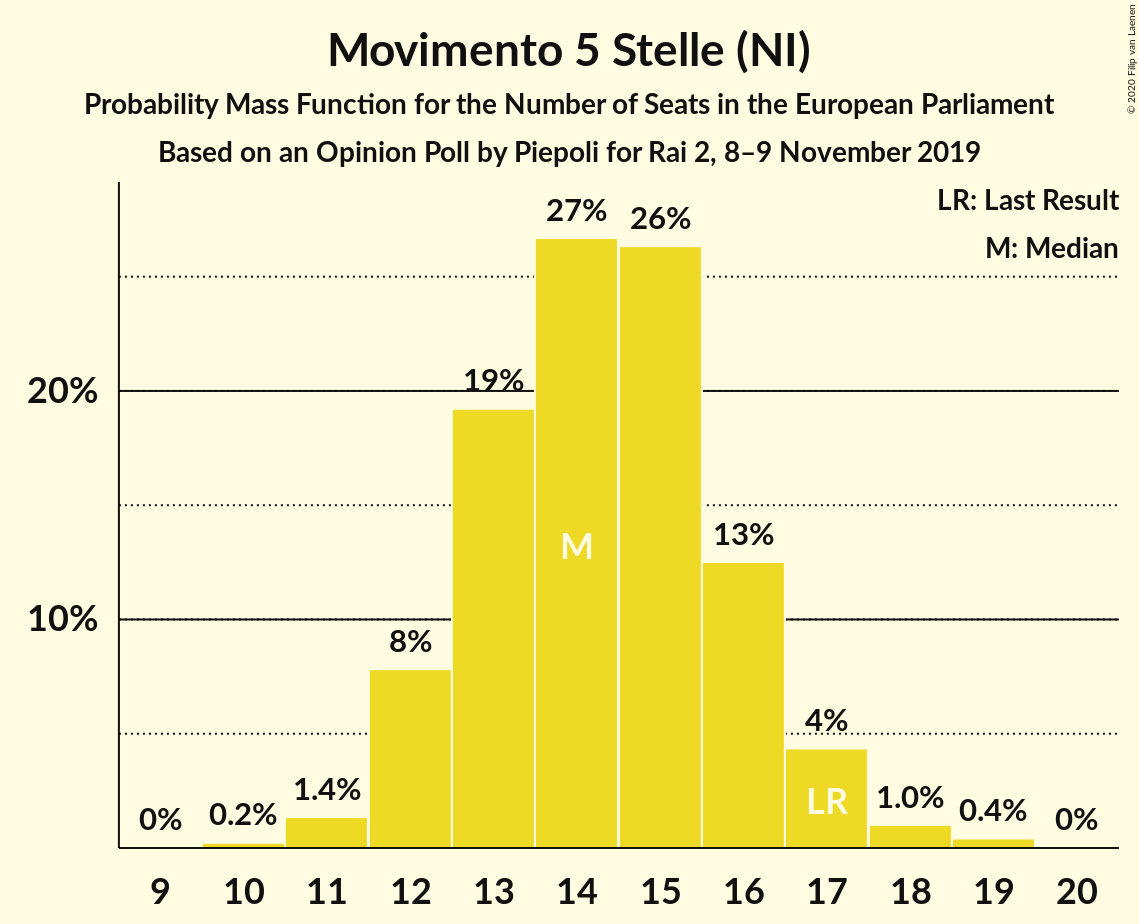 Movimento 5 Stelle (NI)
Probability Mass Function for the Number of Seats in the European Parliament
Based on an Opinion Poll by Piepoli for Rai 2, 8–9 November 2019
© 2020 Filip van Laenen
LR: Last Result
M: Median
27%
26%
20%
19%
13%
M
10%
8%
4%
1.4%
LR
1.0%
0.4%
0.2%
0%
0%
9 10 11 12 13 14 15 16 17 18 19 20